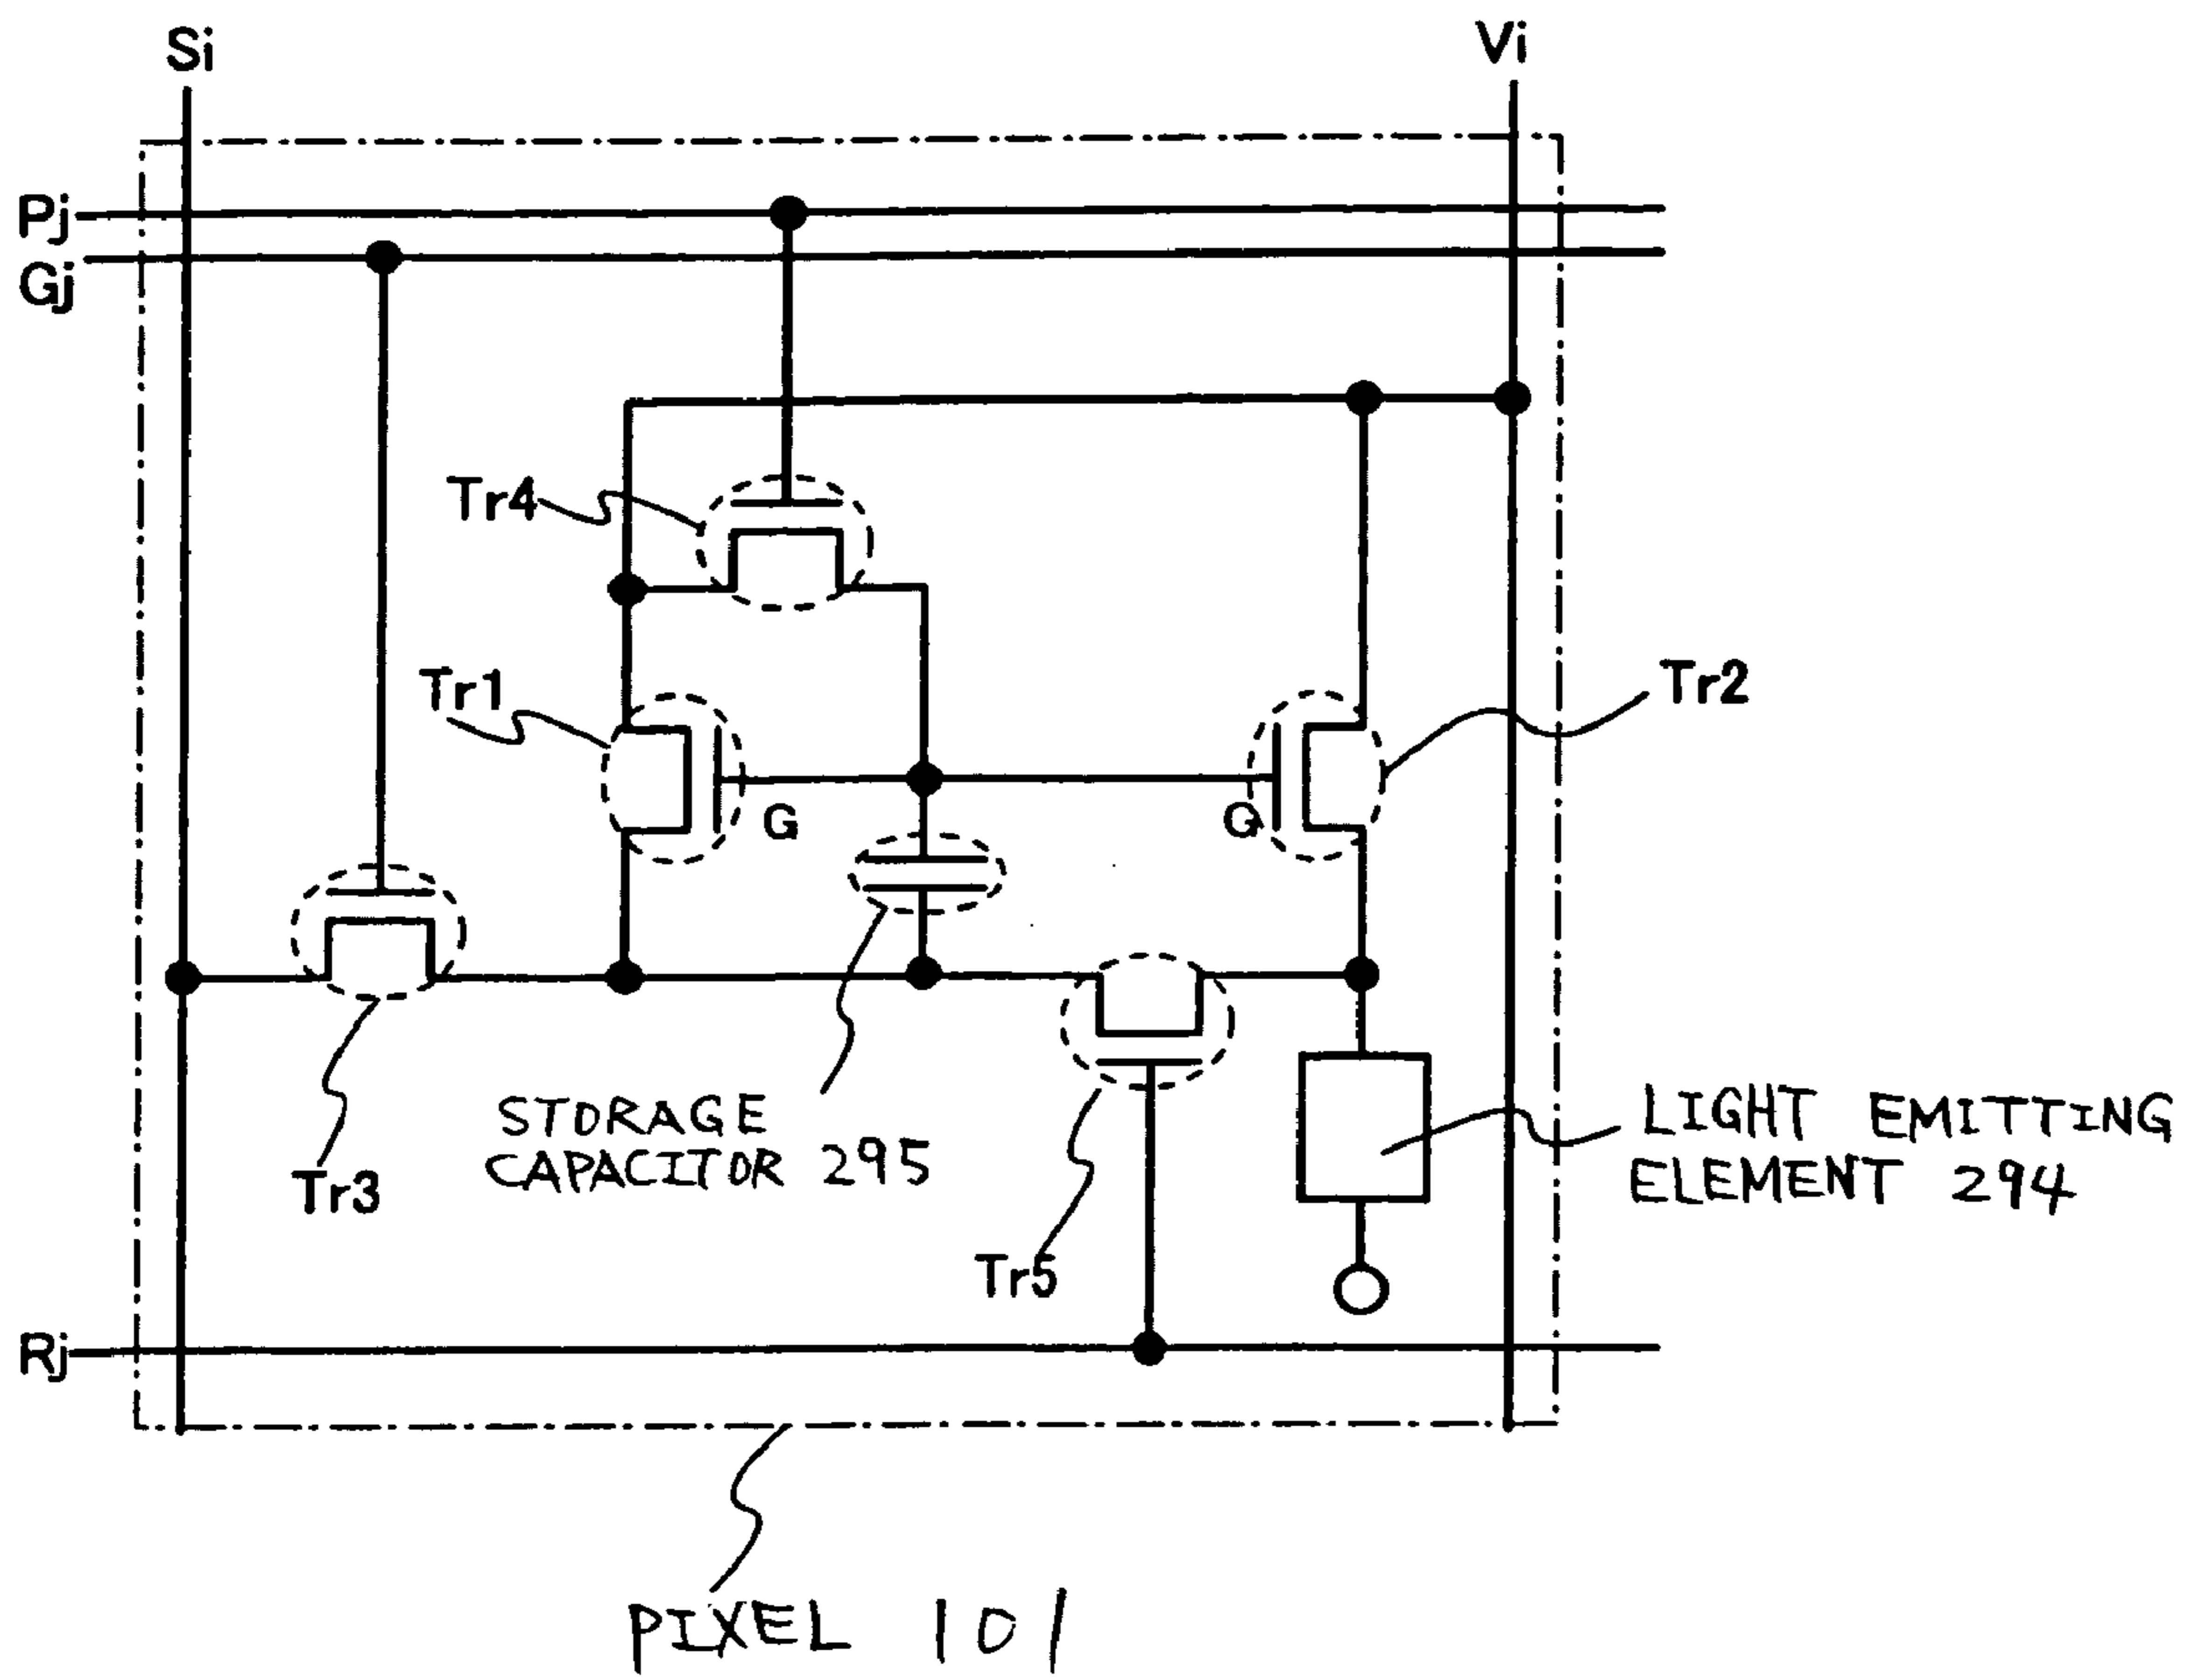 Si
Vi
Pj
Gj
Tr4
Tr1
Tr2
G
G
STORAGE
CAPACITOR 295
LIGHT EMITTING
ELEMENT 294
Tr3
Tr5
Rj
PIXEL 101